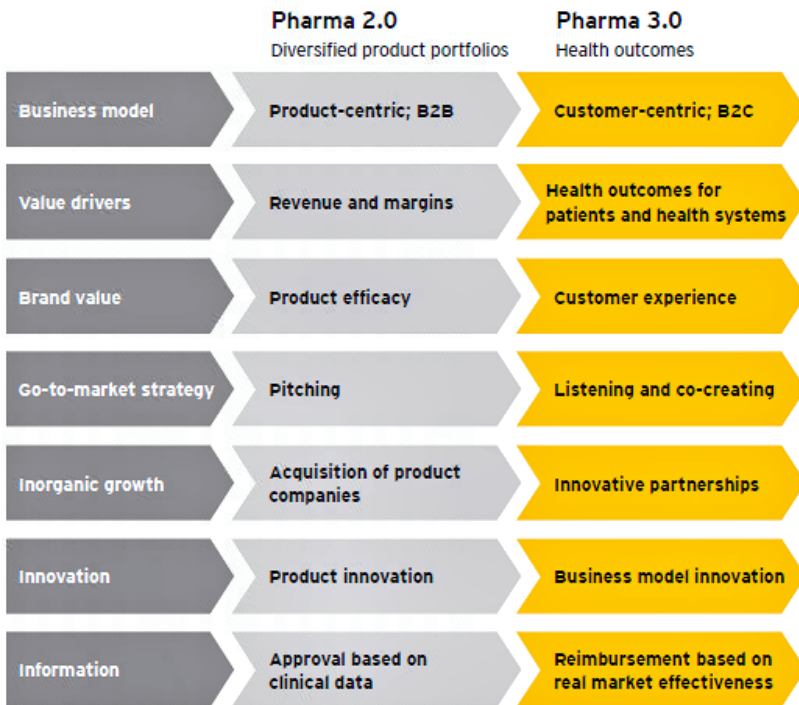 Pharma 2.0
Diversified product portfolios
Pharma 3.0
Health outcomes
Business model
Product-centric; B2B
Customer-centric; B2C
Value drivers
Revenue and margins
Health outcomes for
patients and health systems
Brand value
Product efficacy
Customer experience
Go-to-market strategy
Pitching
Listening and co-creating
Inorganic growth
Acquisition of product
companies
Innovative partnerships
Innovation
Product innovation
Business model innovation
Information
Approval based on
clinical data
Reimbursement based on
real market effectiveness